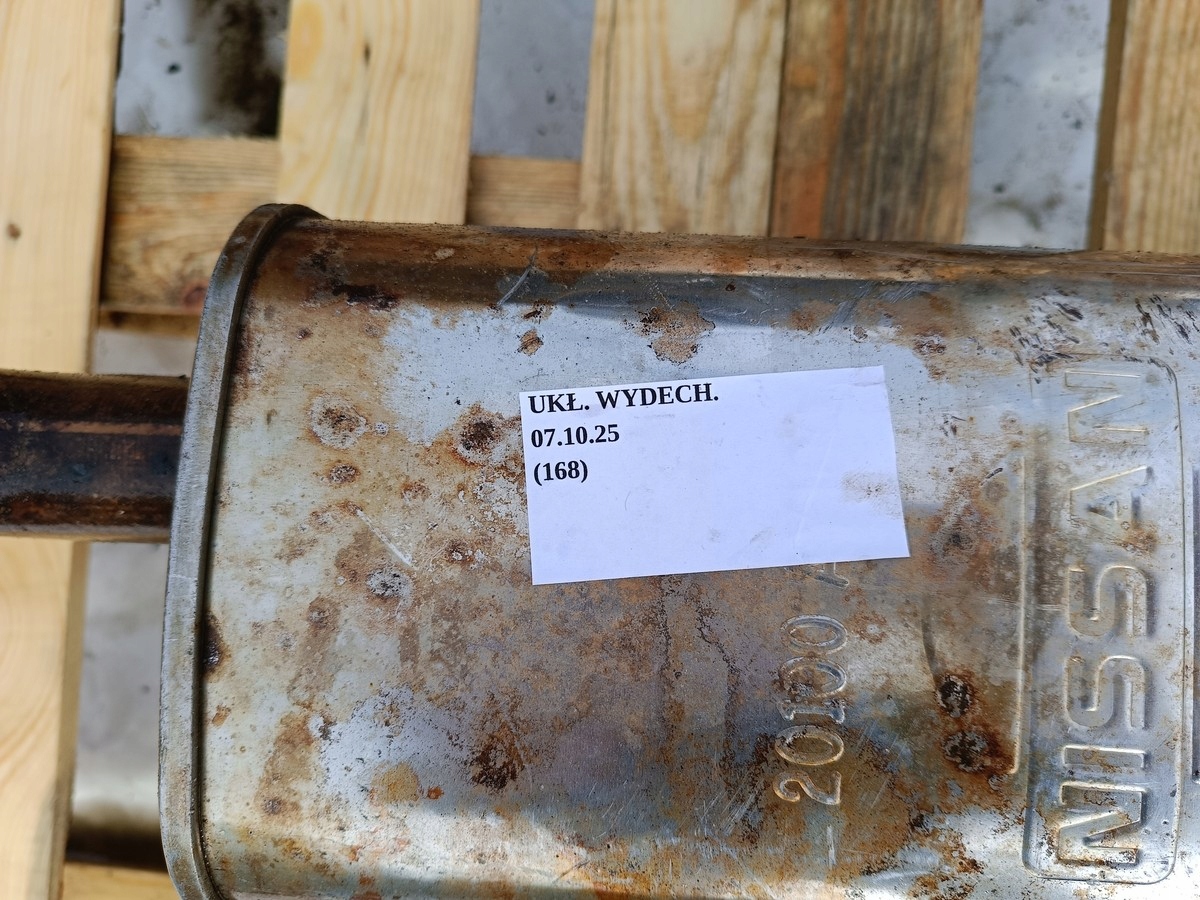 UKŁ. WYDECH.
07.10.25
(168)
20100 A
NISSAN